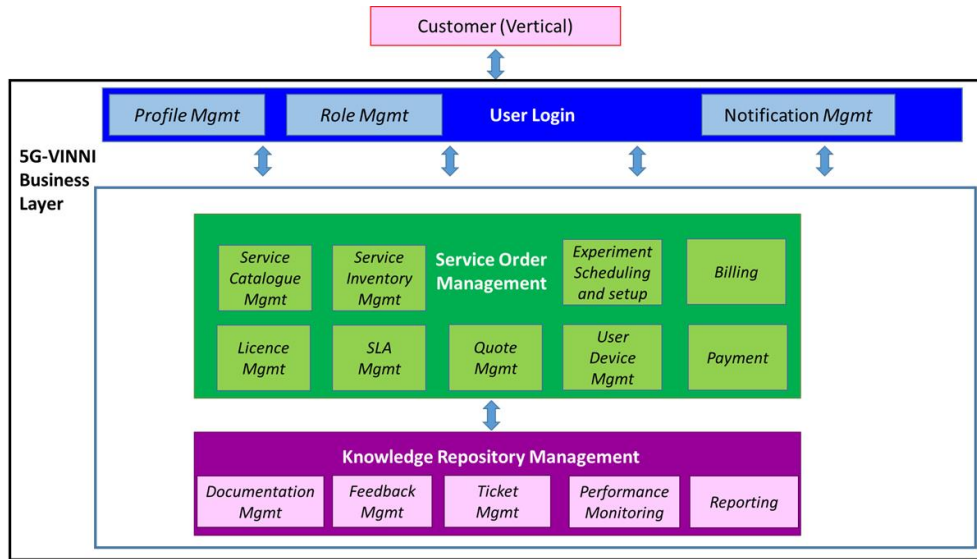 Customer (Vertical)
Profile Mgmt
Role Mgmt
User Login
Notification Mgmt
5G-VINNI
Business
Layer
Service
Catalogue
Mgmt
Service
Inventory
Mgmt
Service Order
Management
Experiment
Scheduling
and setup
Billing
Licence
Mgmt
SLA
Mgmt
Quote
Mgmt
User
Device
Mgmt
Payment
Knowledge Repository Management
Documentation
Mgmt
Feedback
Mgmt
Ticket
Mgmt
Performance
Monitoring
Reporting